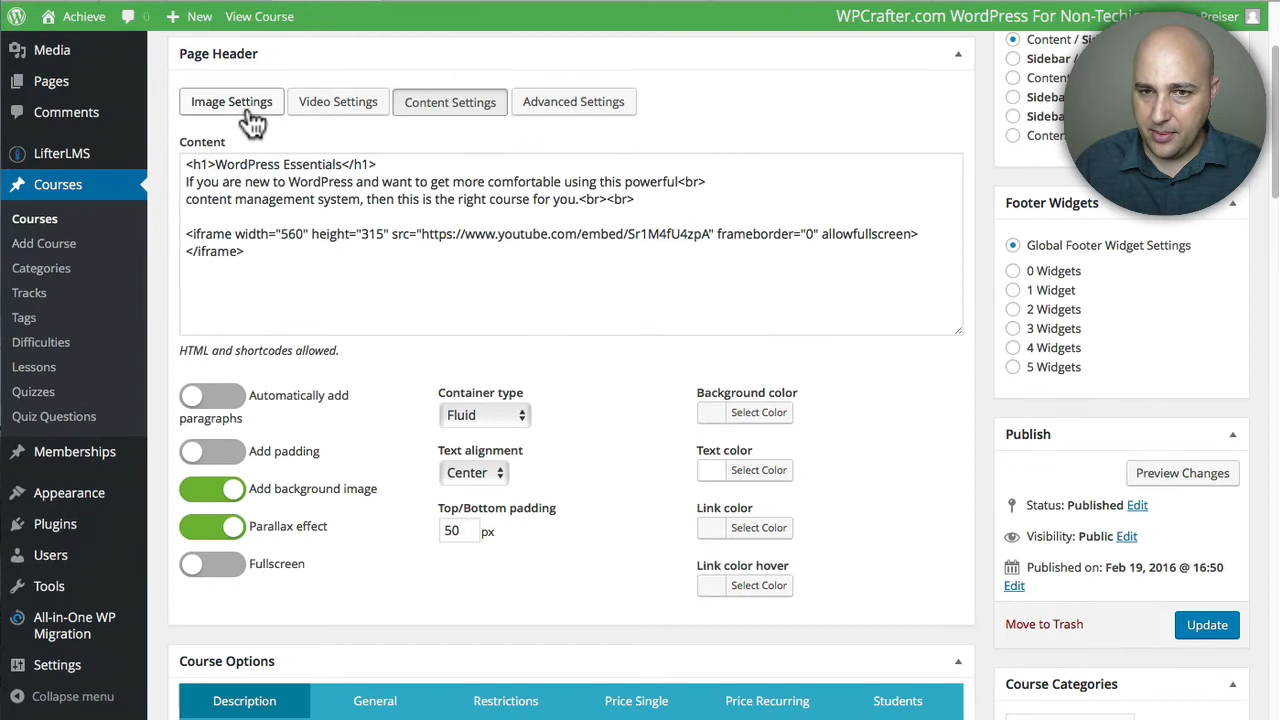 Achieve 0 New View Course WPCrafter.com WordPress For Non-Techi Preiser
Media
Pages
Comments
LifterLMS
Courses
Courses
Add Course
Categories
Tracks
Tags
Difficulties
Lessons
Quizzes
Quiz Questions
Memberships
Appearance
Plugins
Users
Tools
All-in-One WP
Migration
Settings
Collapse menu
Page Header
Image Settings Video Settings Content Settings Advanced Settings
Content
<h1>WordPress Essentials</h1>
If you are new to WordPress and want to get more comfortable using this powerful<br>
content management system, then this is the right course for you.<br><br>
<iframe width="560" height="315" src="https://www.youtube.com/embed/Sr1M4fU4zpA" frameborder="0" allowfullscreen>
</iframe>
HTML and shortcodes allowed.
Automatically add
paragraphs
Add padding
Add background image
Parallax effect
Fullscreen
Container type
Fluid
Text alignment
Center
Top/Bottom padding
50 px
Background color
Select Color
Text color
Select Color
Link color
Select Color
Link color hover
Select Color
Course Options
Description General Restrictions Price Single Price Recurring Students
Content / Si
Sidebar
Content
Sidebar /
Sideba
Conten
Footer Widgets
Global Footer Widget Settings
0 Widgets
1 Widget
2 Widgets
3 Widgets
4 Widgets
5 Widgets
Publish
Preview Changes
Status: Published Edit
Visibility: Public Edit
Published on: Feb 19, 2016 @ 16:50
Edit
Move to Trash Update
Course Categories